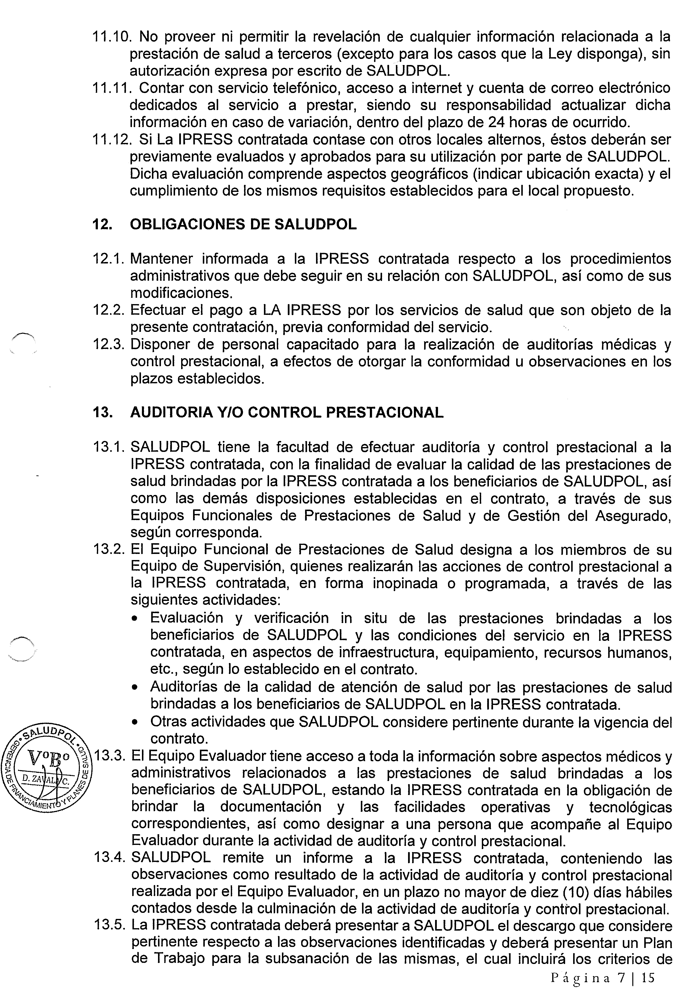 11.10. No proveer ni permitir la revelación de cualquier información relacionada a la
prestación de salud a terceros (excepto para los casos que la Ley disponga), sin
autorización expresa por escrito de SALUDPOL.
11.11. Contar con servicio telefónico, acceso a internet y cuenta de correo electrónico
dedicados al servicio a prestar, siendo su responsabilidad actualizar dicha
información en caso de variación, dentro del plazo de 24 horas de ocurrido.
11.12. Si La IPRESS contratada contase con otros locales alternos, éstos deberán ser
previamente evaluados y aprobados para su utilización por parte de SALUDPOL.
Dicha evaluación comprende aspectos geográficos (indicar ubicación exacta) y el
cumplimiento de los mismos requisitos establecidos para el local propuesto.
12. OBLIGACIONES DE SALUDPOL
12.1. Mantener informada a la IPRESS contratada respecto a los procedimientos
administrativos que debe seguir en su relación con SALUDPOL, así como de sus
modificaciones.
12.2. Efectuar el pago a LA IPRESS por los servicios de salud que son objeto de la
presente contratación, previa conformidad del servicio.
12.3. Disponer de personal capacitado para la realización de auditorías médicas y
control prestacional, a efectos de otorgar la conformidad u observaciones en los
plazos establecidos.
13. AUDITORIA Y/O CONTROL PRESTACIONAL
13.1. SALUDPOL tiene la facultad de efectuar auditoría y control prestacional a la
IPRESS contratada, con la finalidad de evaluar la calidad de las prestaciones de
salud brindadas por la IPRESS contratada a los beneficiarios de SALUDPOL, así
como las demás disposiciones establecidas en el contrato, a través de sus
Equipos Funcionales de Prestaciones de Salud y de Gestión del Asegurado,
según corresponda.
13.2. El Equipo Funcional de Prestaciones de Salud designa a los miembros de su
Equipo de Supervisión, quienes realizarán las acciones de control prestacional a
la IPRESS contratada, en forma inopinada o programada, a través de las
siguientes actividades:
• Evaluación y verificación in situ de las prestaciones brindadas a los
beneficiarios de SALUDPOL y las condiciones del servicio en la IPRESS
contratada, en aspectos de infraestructura, equipamiento, recursos humanos,
etc., según lo establecido en el contrato.
• Auditorías de la calidad de atención de salud por las prestaciones de salud
brindadas a los beneficiarios de SALUDPOL en la IPRESS contratada.
• Otras actividades que SALUDPOL considere pertinente durante la vigencia del
contrato.
13.3. El Equipo Evaluador tiene acceso a toda la información sobre aspectos médicos y
administrativos relacionados a las prestaciones de salud brindadas a los
beneficiarios de SALUDPOL, estando la IPRESS contratada en la obligación de
brindar la documentación y las facilidades operativas y tecnológicas
correspondientes, así como designar a una persona que acompañe al Equipo
Evaluador durante la actividad de auditoría y control prestacional.
13.4. SALUDPOL remite un informe a la IPRESS contratada, conteniendo las
observaciones como resultado de la actividad de auditoría y control prestacional
realizada por el Equipo Evaluador, en un plazo no mayor de diez (10) días hábiles
contados desde la culminación de la actividad de auditoría y control prestacional.
13.5. La IPRESS contratada deberá presentar a SALUDPOL el descargo que considere
pertinente respecto a las observaciones identificadas y deberá presentar un Plan
de Trabajo para la subsanación de las mismas, el cual incluirá los criterios de
SALUDPOL
GERENCIA DE FINANCIAMIENTO Y PLANES DE SALUD
VºBº
D. ZAVALA C.
Página 7 | 15